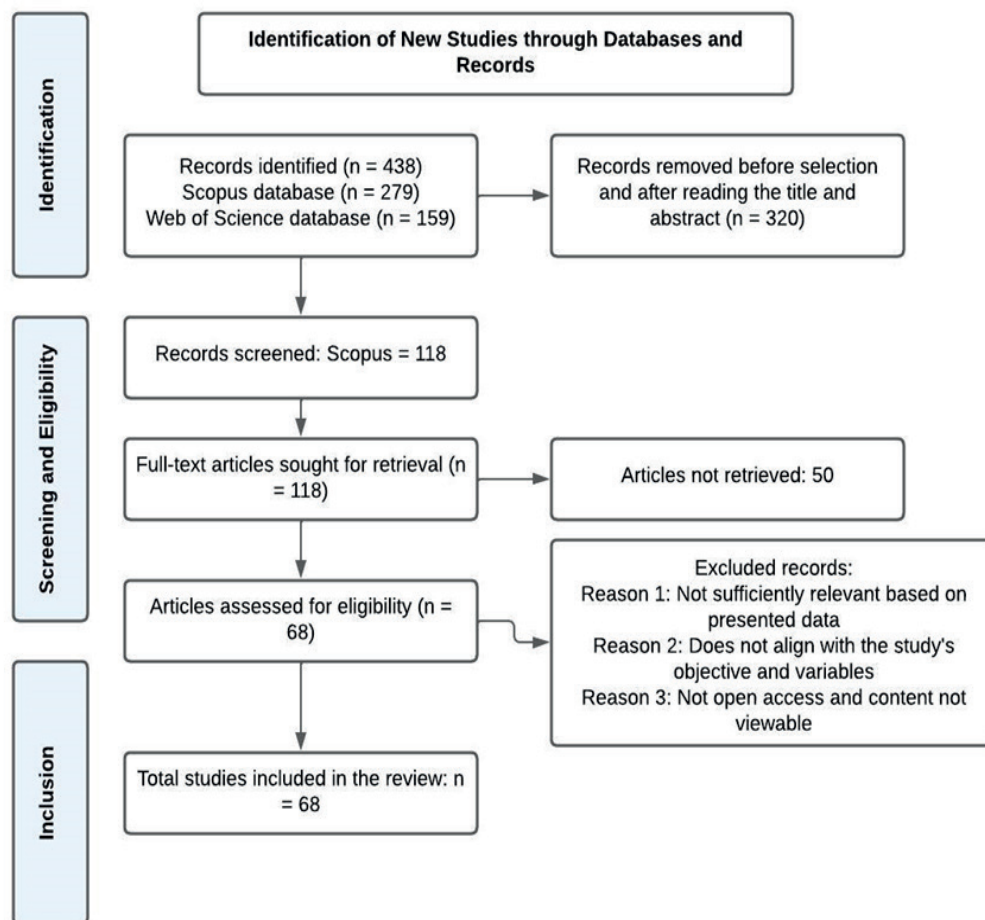 Identification
Identification of New Studies through Databases and
Records
Records identified (n = 438)
Scopus database (n = 279)
Web of Science database (n = 159)
Records removed before selection
and after reading the title and
abstract (n = 320)
Screening and Eligibility
Records screened: Scopus = 118
Full-text articles sought for retrieval (n
= 118)
Articles not retrieved: 50
Articles assessed for eligibility (n =
68)
Excluded records:
Reason 1: Not sufficiently relevant based on
presented data
Reason 2: Does not align with the study's
objective and variables
Reason 3: Not open access and content not
viewable
Inclusion
Total studies included in the review: n
= 68